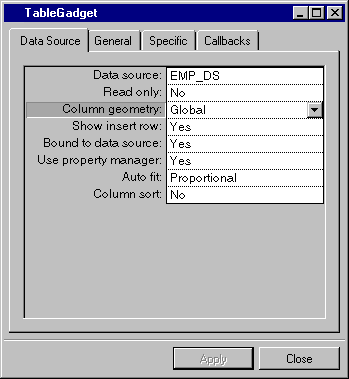 TableGadget
Data Source General Specific Callbacks
Data source: EMP_DS
Read only: No
Column geometry: Global
Show insert row: Yes
Bound to data source: Yes
Use property manager: Yes
Auto fit: Proportional
Column sort: No
Apply Close